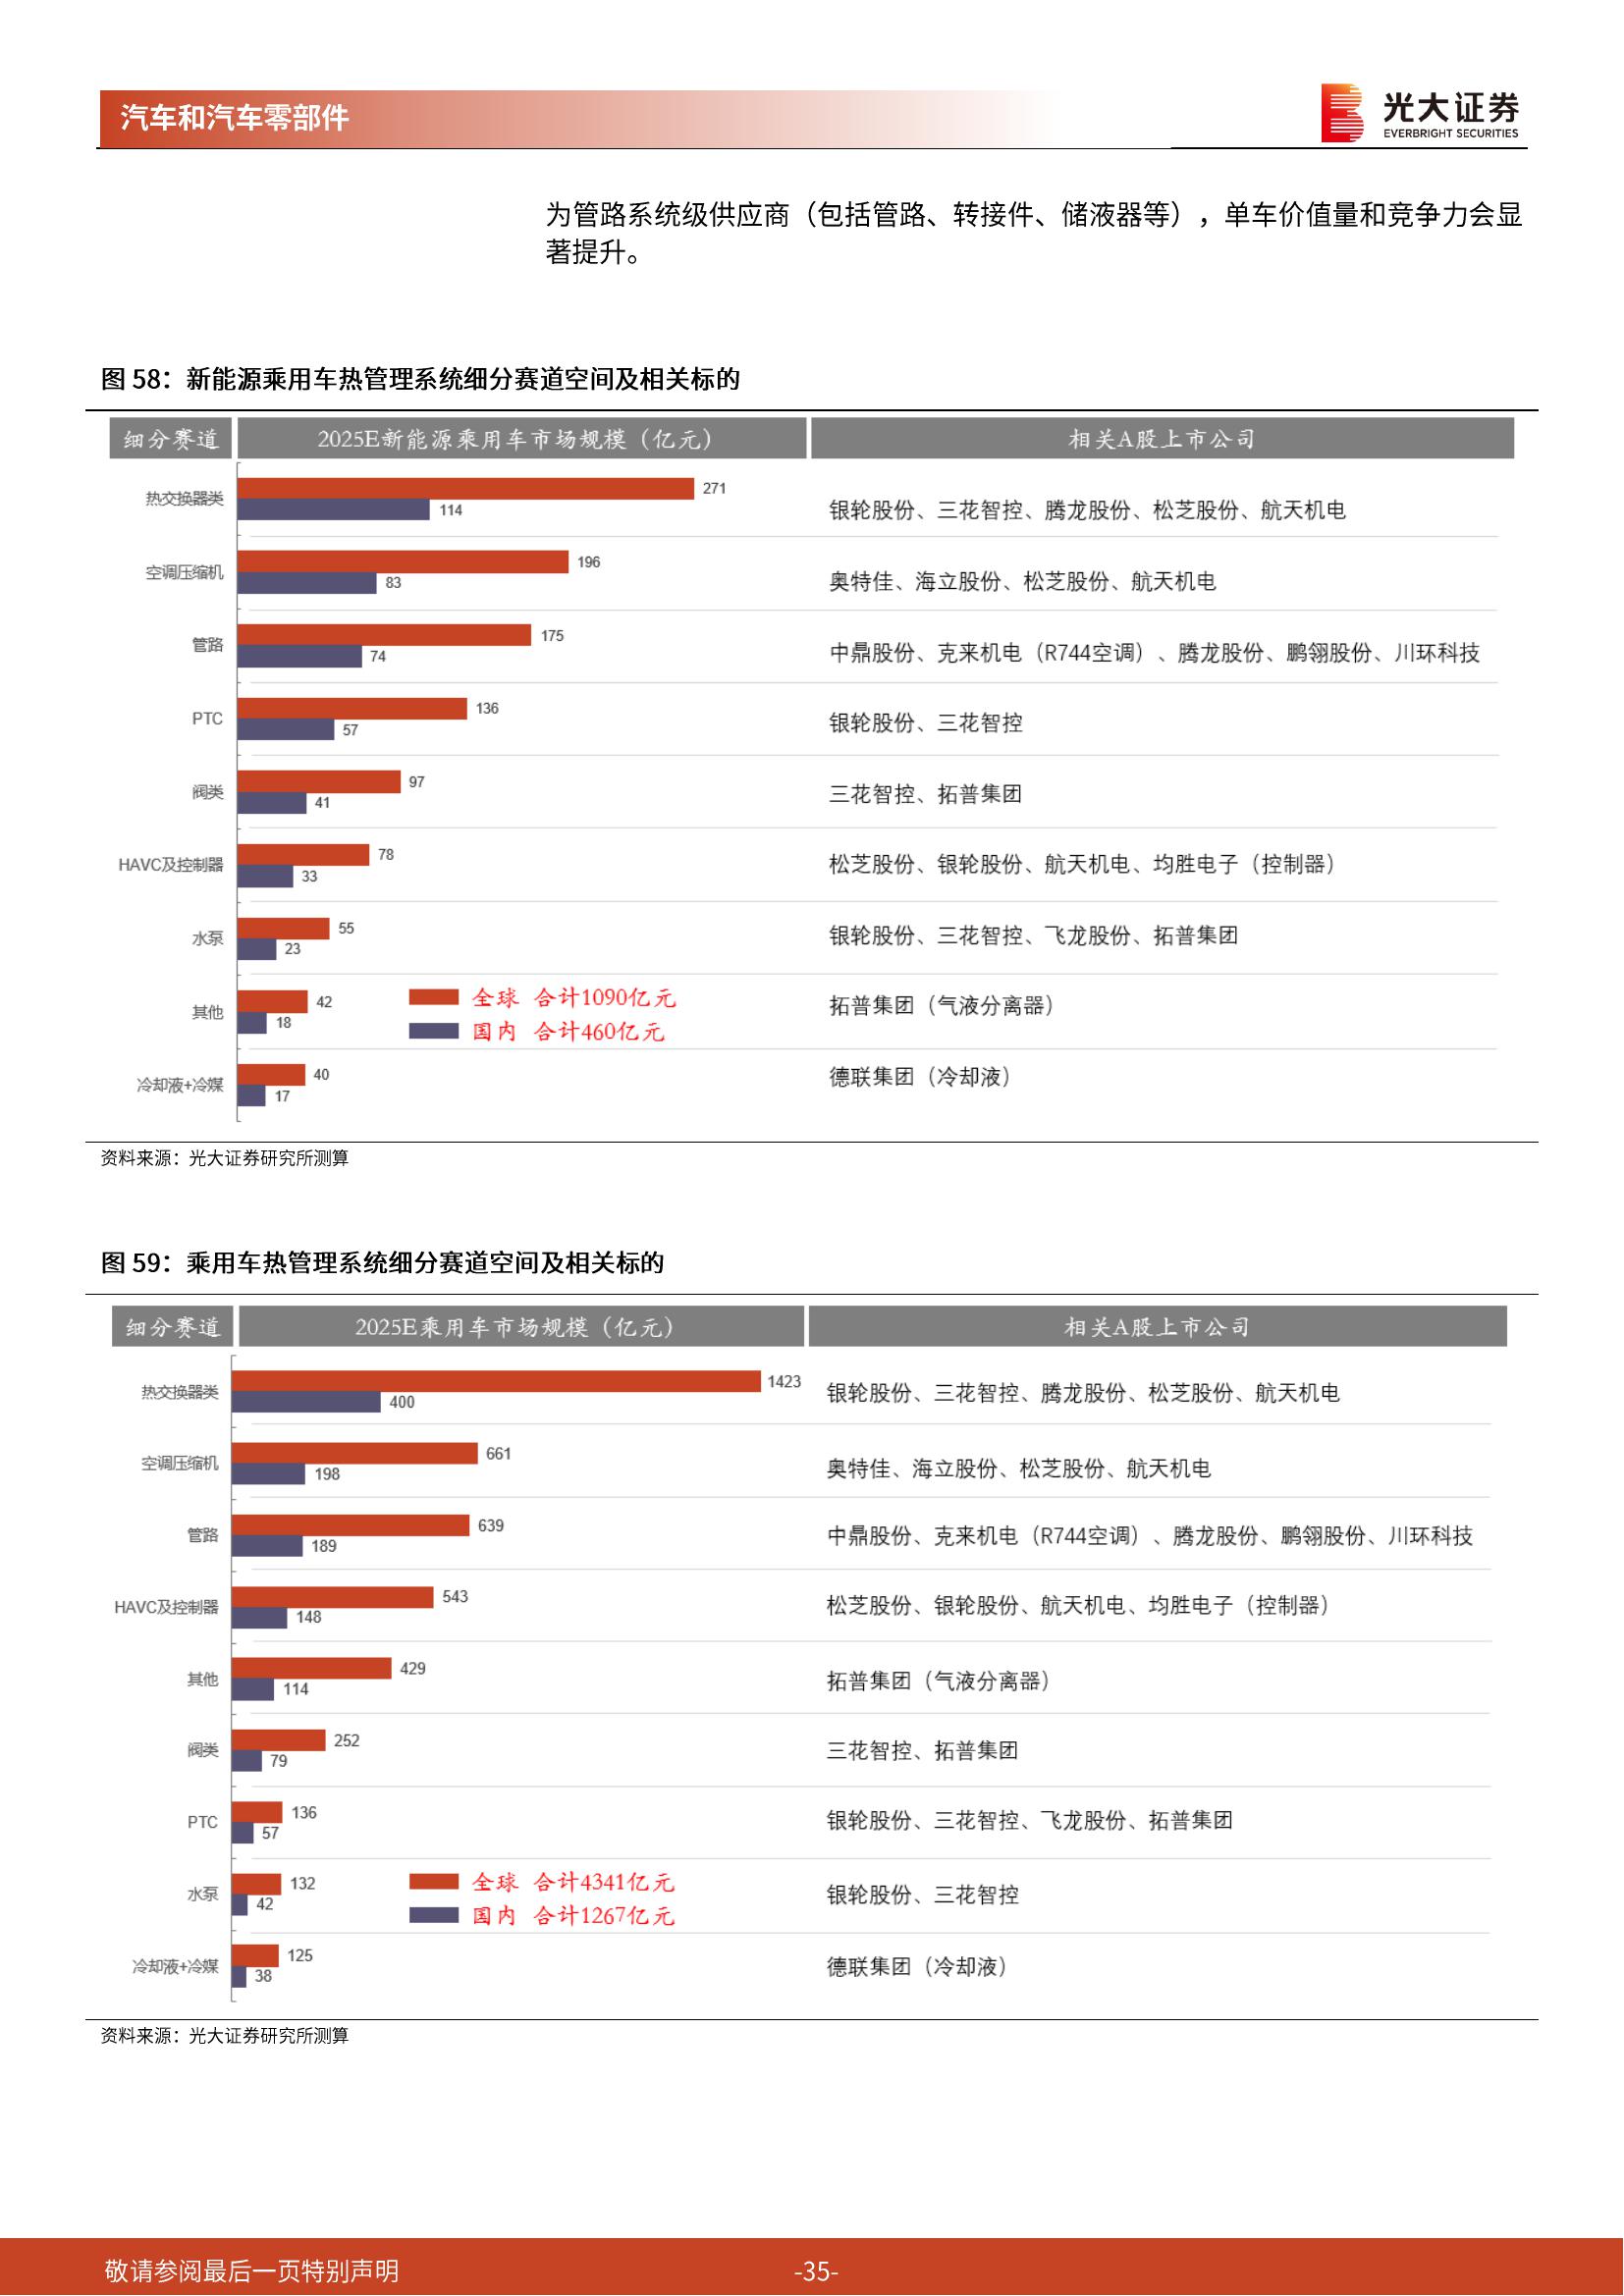 汽车和汽车零部件
光大证券
EVERBRIGHT SECURITIES
为管路系统级供应商（包括管路、转接件、储液器等），单车价值量和竞争力会显
著提升。
图 58：新能源乘用车热管理系统细分赛道空间及相关标的
细分赛道 2025E新能源乘用车市场规模（亿元） 相关A股上市公司
热交换器类 271 114 银轮股份、三花智控、腾龙股份、松芝股份、航天机电
空调压缩机 196 83 奥特佳、海立股份、松芝股份、航天机电
管路 175 74 中鼎股份、克来机电（R744空调）、腾龙股份、鹏翎股份、川环科技
PTC 136 57 银轮股份、三花智控
阀类 97 41 三花智控、拓普集团
HAVC及控制器 78 33 松芝股份、银轮股份、航天机电、均胜电子（控制器）
水泵 55 23 银轮股份、三花智控、飞龙股份、拓普集团
其他 42 18 拓普集团（气液分离器）
全球 合计1090亿元
国内 合计460亿元
冷却液+冷媒 40 17 德联集团（冷却液）
资料来源：光大证券研究所测算
图 59：乘用车热管理系统细分赛道空间及相关标的
细分赛道 2025E乘用车市场规模（亿元） 相关A股上市公司
热交换器类 1423 400 银轮股份、三花智控、腾龙股份、松芝股份、航天机电
空调压缩机 661 198 奥特佳、海立股份、松芝股份、航天机电
管路 639 189 中鼎股份、克来机电（R744空调）、腾龙股份、鹏翎股份、川环科技
HAVC及控制器 543 148 松芝股份、银轮股份、航天机电、均胜电子（控制器）
其他 429 114 拓普集团（气液分离器）
阀类 252 79 三花智控、拓普集团
PTC 136 57 银轮股份、三花智控、飞龙股份、拓普集团
水泵 132 42 银轮股份、三花智控
全球 合计4341亿元
国内 合计1267亿元
冷却液+冷媒 125 38 德联集团（冷却液）
资料来源：光大证券研究所测算
敬请参阅最后一页特别声明 -35-